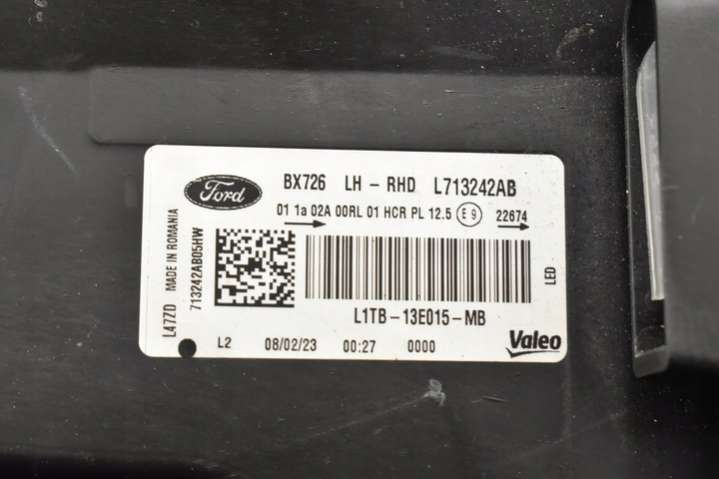 Ford BX726 LH - RHD L713242AB
01 1a 02A 00RL 01 HCR PL 12.5 E9 22674
L47ZD MADE IN ROMANIA
713242AB05HW
LED
L1TB-13E015-MB
L2 08/02/23 00:27 0000 Valeo